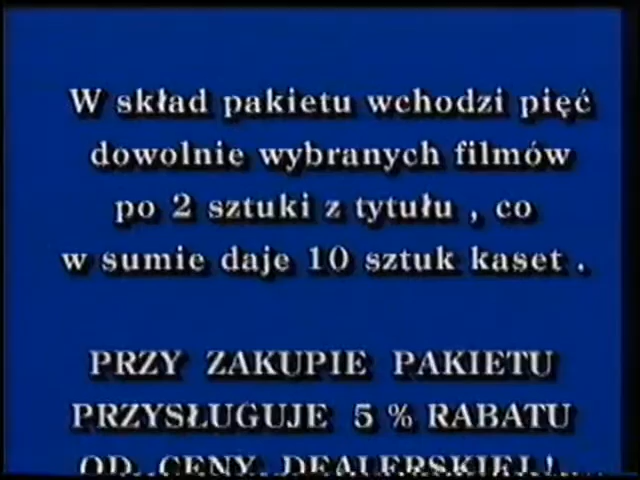 W skład pakietu wchodzi pięć
dowolnie wybranych filmów
po 2 sztuki z tytułu , co
w sumie daje 10 sztuk kaset .
PRZY ZAKUPIE PAKIETU
PRZYSŁUGUJE 5 % RABATU
OD CENY DEALERSKIEJ !